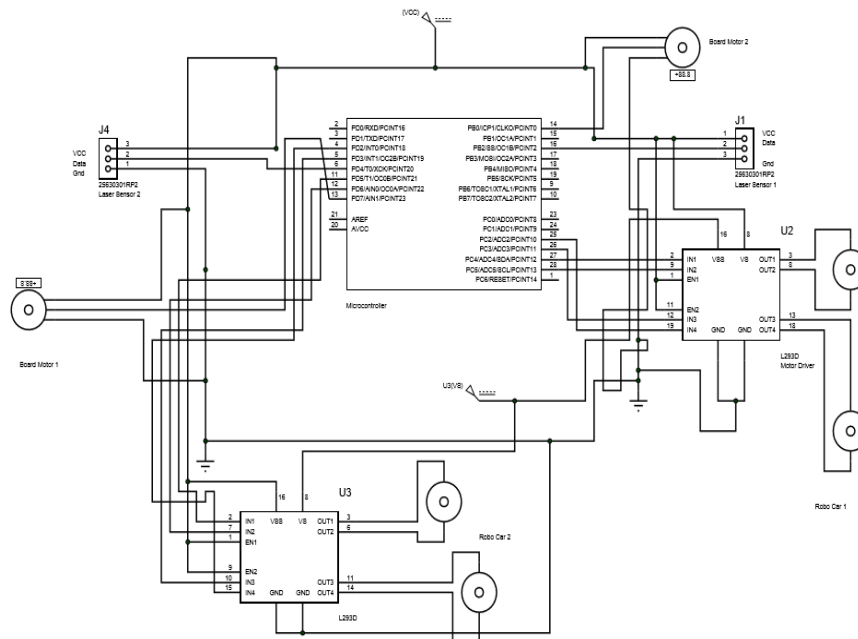 (VCC)
Board Motor 2
+88.8
J4
VCC
Data
Gnd
3
2
1
25630301RP2
Laser Sensor 2
2
3
4
5
6
11
12
13
21
20
PD0/RXD/PCINT16
PD1/TXD/PCINT17
PD2/INT0/PCINT18
PD3/INT1/OC2B/PCINT19
PD4/T0/XCK/PCINT20
PD5/T1/OC0B/PCINT21
PD6/AIN0/OC0A/PCINT22
PD7/AIN1/PCINT23
AREF
AVCC
PB0/ICP1/CLKO/PCINT0
PB1/OC1A/PCINT1
PB2/SS/OC1B/PCINT2
PB3/MOSI/OC2A/PCINT3
PB4/MISO/PCINT4
PB5/SCK/PCINT5
PB6/TOSC1/XTAL1/PCINT6
PB7/TOSC2/XTAL2/PCINT7
PC0/ADC0/PCINT8
PC1/ADC1/PCINT9
PC2/ADC2/PCINT10
PC3/ADC3/PCINT11
PC4/ADC4/SDA/PCINT12
PC5/ADC5/SCL/PCINT13
PC6/RESET/PCINT14
14
15
16
17
18
19
9
10
23
24
25
26
27
28
1
Microcontroller
J1
1
2
3
VCC
Data
Gnd
25630301RP2
Laser Sensor 1
+88.8
Board Motor 1
U2
16
8
VSS
VS
2
9
1
11
12
19
IN1
IN2
EN1
EN2
IN3
IN4
GND
GND
OUT1
OUT2
OUT3
OUT4
3
8
13
18
L293D
Motor Driver
Robo Car 1
U3(VS)
U3
16
8
VSS
VS
2
7
1
9
10
15
IN1
IN2
EN1
EN2
IN3
IN4
GND
GND
OUT1
OUT2
OUT3
OUT4
3
6
11
14
L293D
Robo Car 2